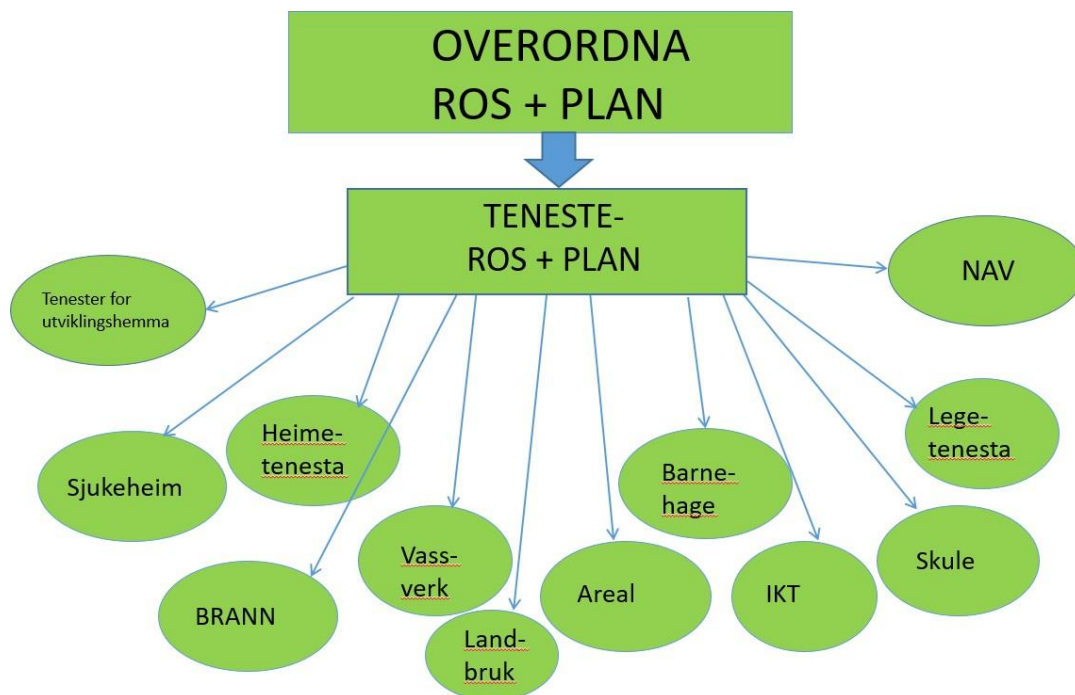 OVERORDNA
ROS + PLAN
TENESTE-
ROS + PLAN
NAV
Tenester for
utviklingshemma
Heime-
tenesta
Lege-
tenesta
Sjukeheim
Barne-
hage
Vass-
verk
Skule
BRANN
Areal
IKT
Land-
bruk